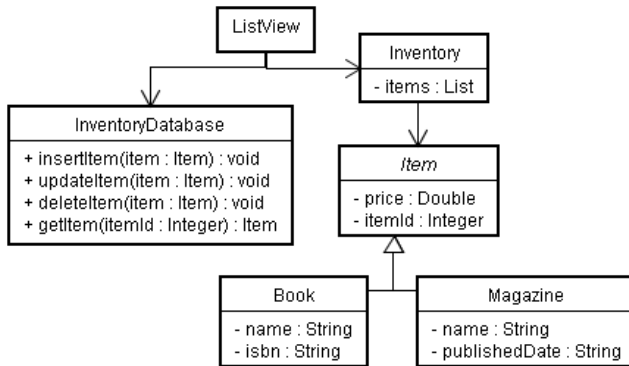 ListView
Inventory
- items : List
InventoryDatabase
+ insertItem(item : Item) : void
+ updateItem(item : Item) : void
+ deleteItem(item : Item) : void
+ getItem(itemId : Integer) : Item
Item
- price : Double
- itemId : Integer
Book
- name : String
- isbn : String
Magazine
- name : String
- publishedDate : String